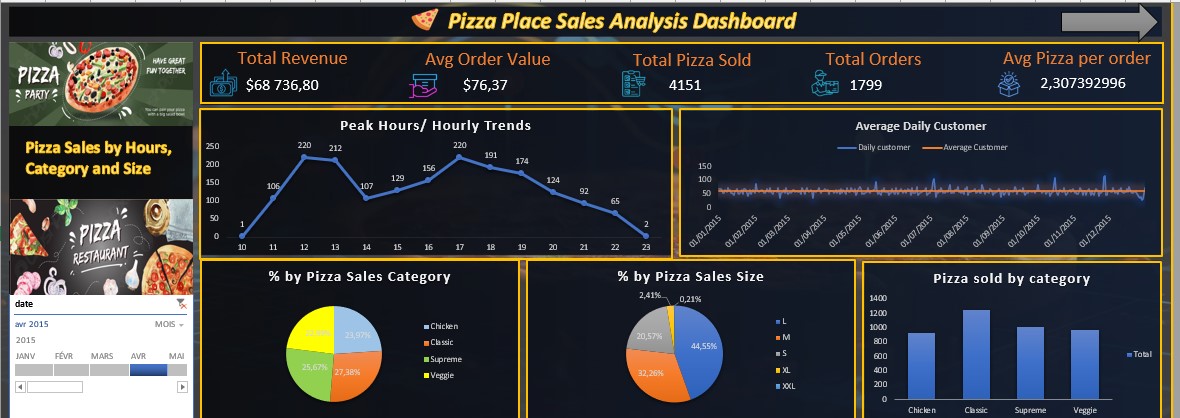 Pizza Place Sales Analysis Dashboard
PIZZA
PARTY
HAVE GREAT
FUN TOGETHER
Pizza Sales by Hours,
Category and Size
PIZZA
RESTAURANT
date
avr 2015
MOIS
2015
JANV FÉVR MARS AVR MAI
Total Revenue
$68 736,80
Avg Order Value
$76,37
Total Pizza Sold
4151
Total Orders
1799
Avg Pizza per order
2,307392996
Peak Hours/ Hourly Trends
250
200
150
100
50
0
1 106 220 212 107 129 156 220 191 174 124 92 65 2
10 11 12 13 14 15 16 17 18 19 20 21 22 23
Average Daily Customer
Daily customer Average Customer
150
100
50
0
01/01/2015 01/02/2015 01/03/2015 01/04/2015 01/05/2015 01/06/2015 01/07/2015 01/08/2015 01/09/2015 01/10/2015 01/11/2015 01/12/2015
% by Pizza Sales Category
23,97%
27,38%
25,67%
Chicken
Classic
Supreme
Veggie
% by Pizza Sales Size
2,41% 0,21%
20,57%
44,55%
32,26%
L
M
S
XL
XXL
Pizza sold by category
1400
1200
1000
800
600
400
200
0
Chicken Classic Supreme Veggie
Total